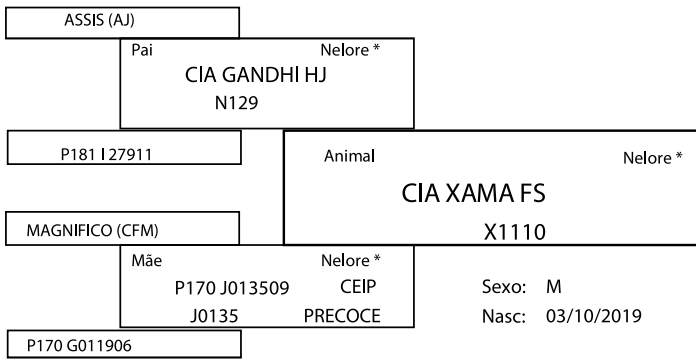 ASSIS (AJ)
Pai Nelore *
CIA GANDHI HJ
N129
P181 I 27911
Animal Nelore *
CIA XAMA FS
X1110
MAGNIFICO (CFM)
Mãe Nelore *
P170 J013509 CEIP
J0135 PRECOCE
Sexo: M
Nasc: 03/10/2019
P170 G011906